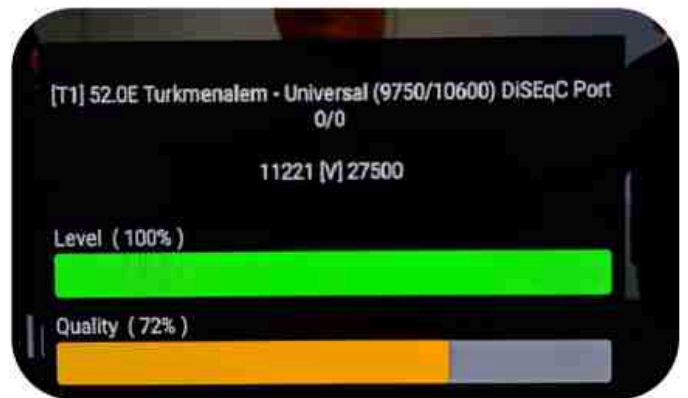 [T1] 52.0E Turkmenalem - Universal (9750/10600) DiSEqC Port
0/0
11221 [V] 27500
Level ( 100% )
Quality ( 72% )